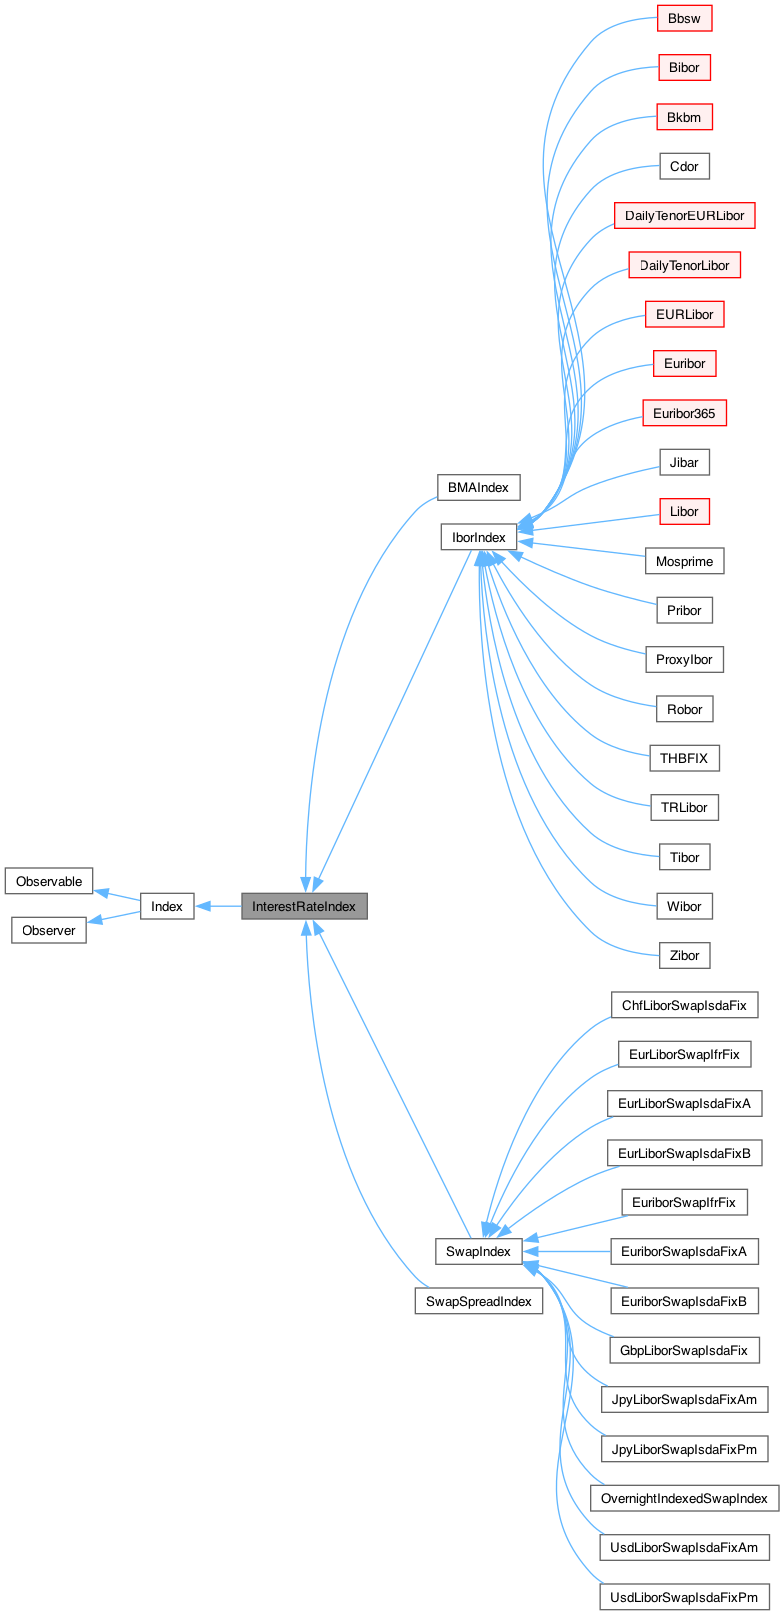 Bbsw
Bibor
Bkbm
Cdor
DailyTenorEURLibor
DailyTenorLibor
EURLibor
Euribor
Euribor365
Jibar
BMAIndex
Libor
IborIndex
Mosprime
Pribor
ProxyIbor
Robor
THBFIX
TRLibor
Tibor
Observable
Index
InterestRateIndex
Wibor
Observer
Zibor
ChfLiborSwapIsdaFix
EurLiborSwapIfrFix
EurLiborSwapIsdaFixA
EurLiborSwapIsdaFixB
EuriborSwapIfrFix
SwapIndex
EuriborSwapIsdaFixA
SwapSpreadIndex
EuriborSwapIsdaFixB
GbpLiborSwapIsdaFix
JpyLiborSwapIsdaFixAm
JpyLiborSwapIsdaFixPm
OvernightIndexedSwapIndex
UsdLiborSwapIsdaFixAm
UsdLiborSwapIsdaFixPm